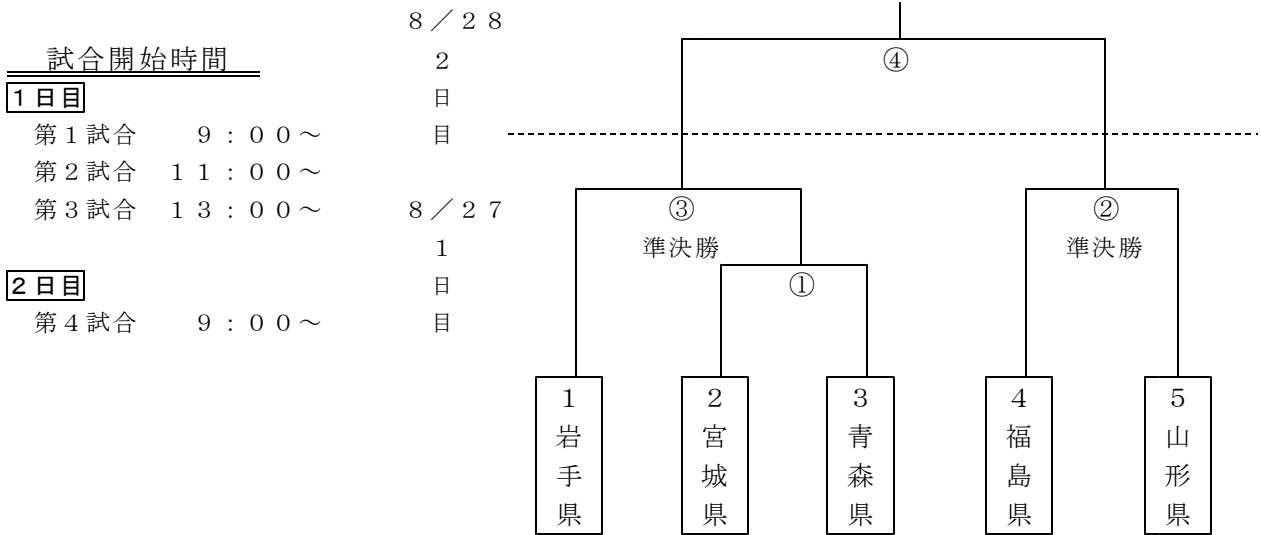 試合開始時間
1日目
第1試合 9:00~
第2試合 11:00~
第3試合 13:00~
2日目
第4試合 9:00~
8/28
2
日
目
8/27
1
日
目
④
③
準決勝
②
準決勝
①
1
岩
手
県
2
宮
城
県
3
青
森
県
4
福
島
県
5
山
形
県